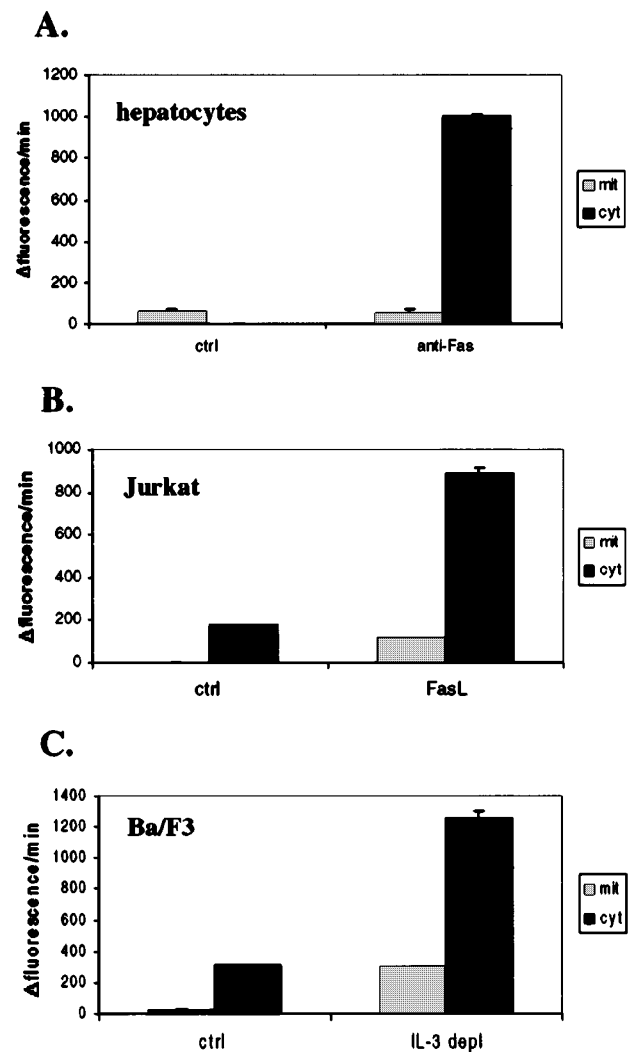 A.
hepatocytes
Δfluorescence/min
1200
1000
800
600
400
200
0
ctrl
anti-Fas
mit
cyt
B.
Jurkat
Δfluorescence/min
1000
800
600
400
200
0
ctrl
FasL
mit
cyt
C.
Ba/F3
Δfluorescence/min
1400
1200
1000
800
600
400
200
0
ctrl
IL-3 depl
mit
cyt